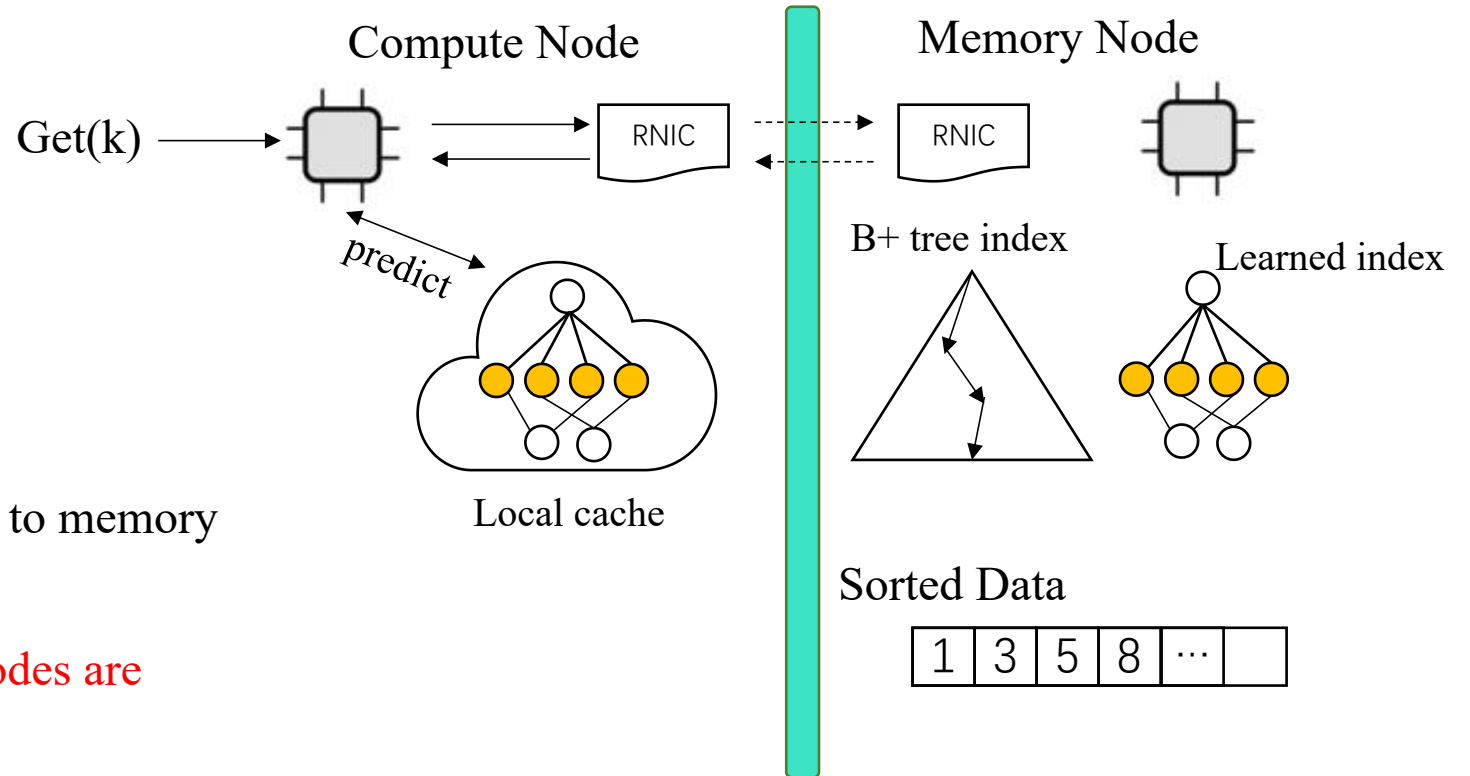 Compute Node
Memory Node
Get(k)
RNIC
RNIC
predict
B+ tree index
Learned index
Local cache
to memory
Sorted Data
odes are
1 3 5 8 ...